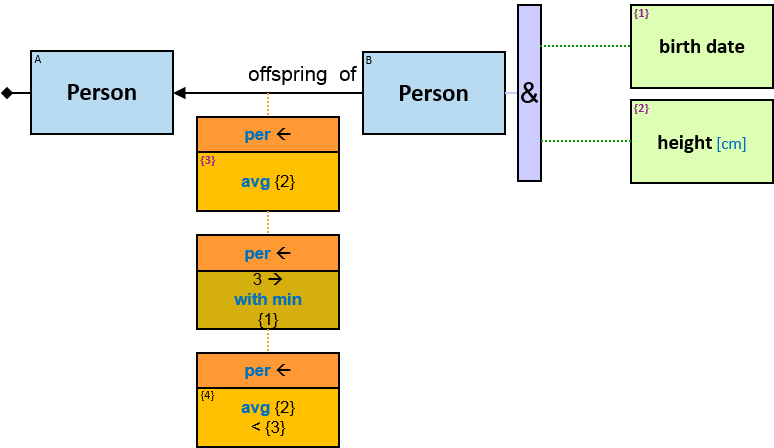 A
Person
offspring of
B
Person
&
{1}
birth date
{2}
height [cm]
per ←
{3}
avg {2}
per ←
3 →
with min
{1}
per ←
{4}
avg {2}
< {3}